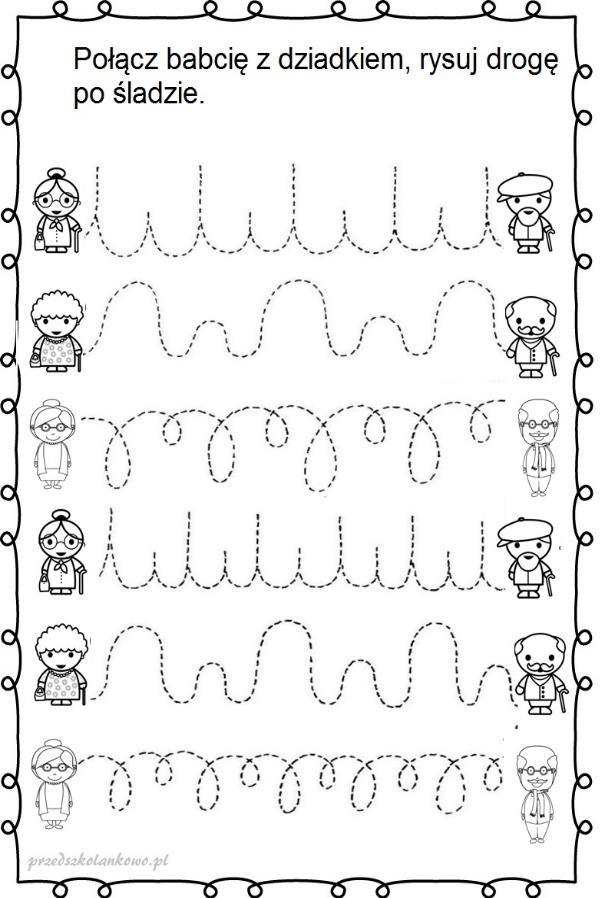 Połącz babcię z dziadkiem, rysuj drogę
po śladzie.
przedszkolankowo.pl